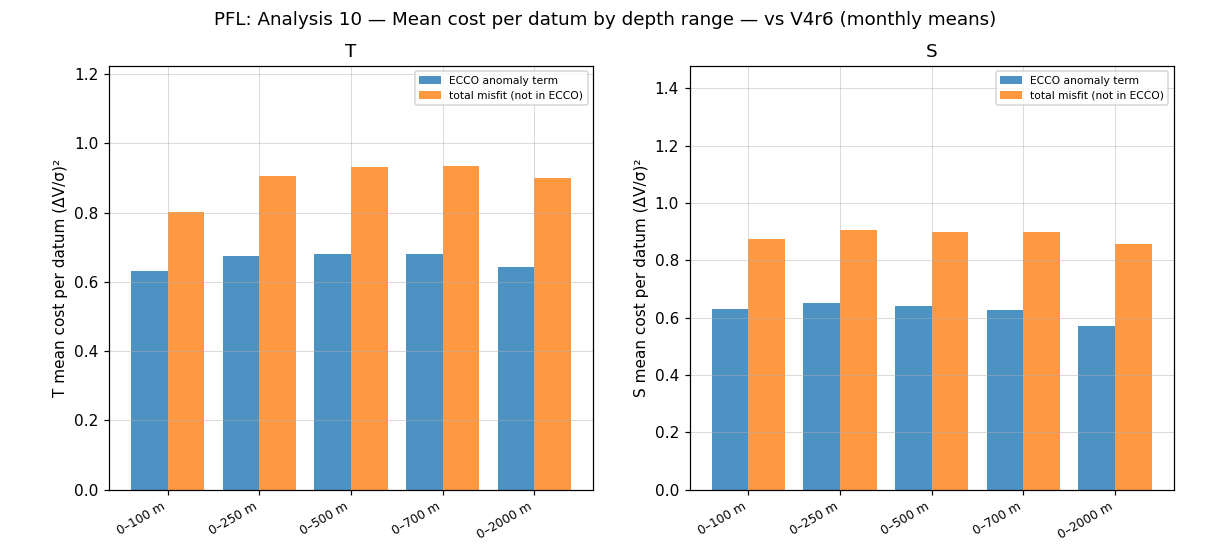 PFL: Analysis 10 — Mean cost per datum by depth range — vs V4r6 (monthly means)
T
T mean cost per datum (ΔV/σ)²
1.2
1.0
0.8
0.6
0.4
0.2
0.0
ECCO anomaly term
total misfit (not in ECCO)
0–100 m
0–250 m
0–500 m
0–700 m
0–2000 m
S
S mean cost per datum (ΔV/σ)²
1.4
1.2
1.0
0.8
0.6
0.4
0.2
0.0
ECCO anomaly term
total misfit (not in ECCO)
0–100 m
0–250 m
0–500 m
0–700 m
0–2000 m